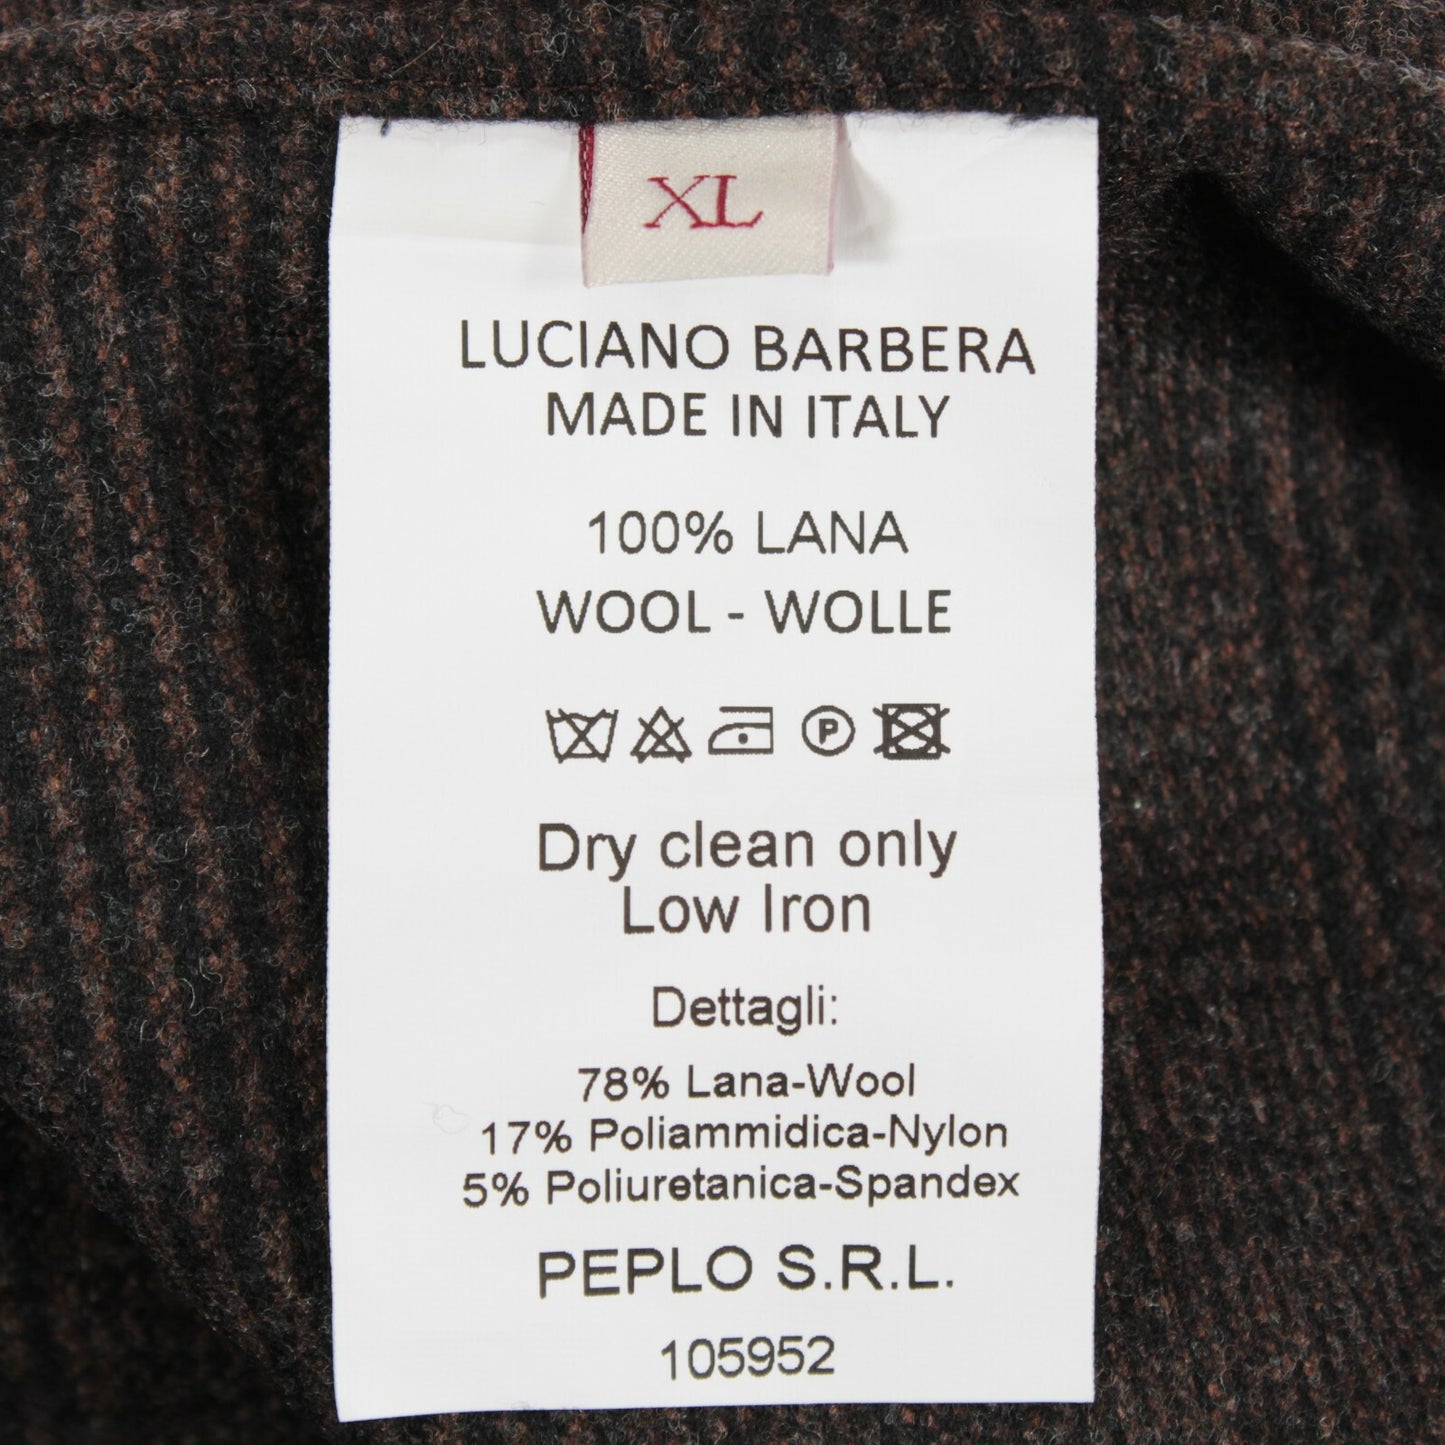 XL
LUCIANO BARBERA
MADE IN ITALY
100% LANA
WOOL - WOLLE
P
Dry clean only
Low Iron
Dettagli:
78% Lana-Wool
17% Poliammidica-Nylon
5% Poliuretanica-Spandex
PEPLO S.R.L.
105952